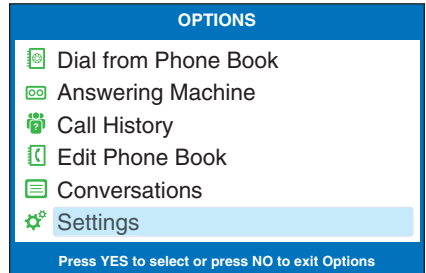 OPTIONS
Dial from Phone Book
Answering Machine
Call History
Edit Phone Book
Conversations
Settings
Press YES to select or press NO to exit Options